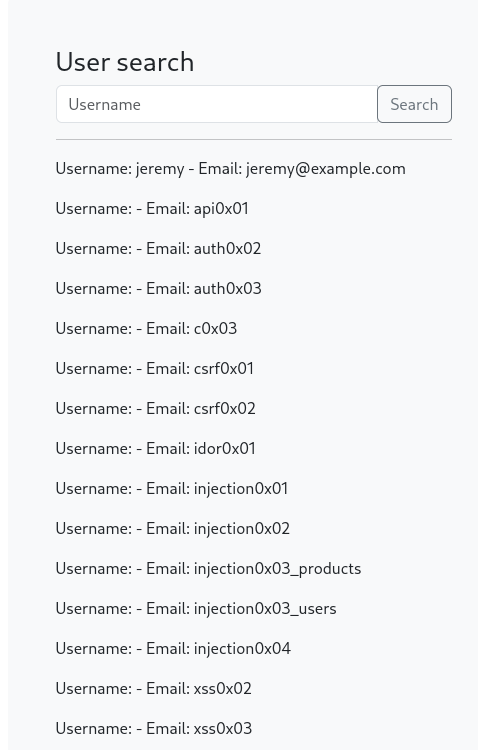 User search
Username Search
Username: jeremy - Email: jeremy@example.com
Username: - Email: api0x01
Username: - Email: auth0x02
Username: - Email: auth0x03
Username: - Email: c0x03
Username: - Email: csrf0x01
Username: - Email: csrf0x02
Username: - Email: idor0x01
Username: - Email: injection0x01
Username: - Email: injection0x02
Username: - Email: injection0x03_products
Username: - Email: injection0x03_users
Username: - Email: injection0x04
Username: - Email: xss0x02
Username: - Email: xss0x03